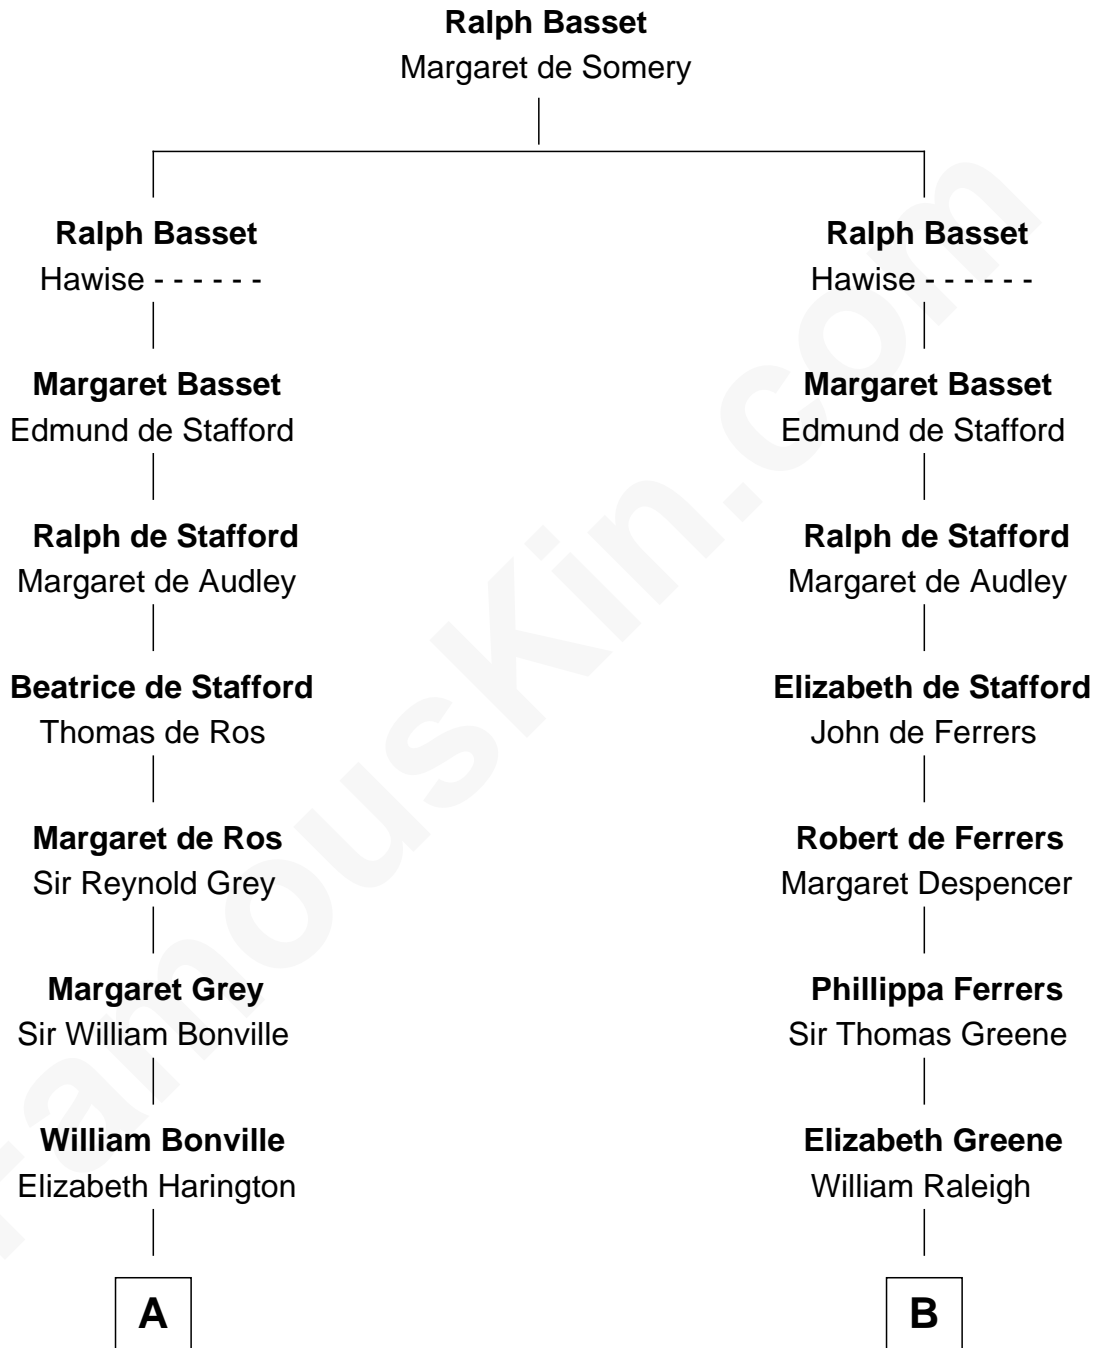 Ralph Basset
Margaret de Somery
Ralph Basset
Hawise - - - - - -
Margaret Basset
Edmund de Stafford
Ralph de Stafford
Margaret de Audley
Beatrice de Stafford
Thomas de Ros
Margaret de Ros
Sir Reynold Grey
Margaret Grey
Sir William Bonville
William Bonville
Elizabeth Harington
A
Ralph Basset
Hawise - - - - - -
Margaret Basset
Edmund de Stafford
Ralph de Stafford
Margaret de Audley
Elizabeth de Stafford
John de Ferrers
Robert de Ferrers
Margaret Despencer
Phillippa Ferrers
Sir Thomas Greene
Elizabeth Greene
William Raleigh
B
FamousKin.com